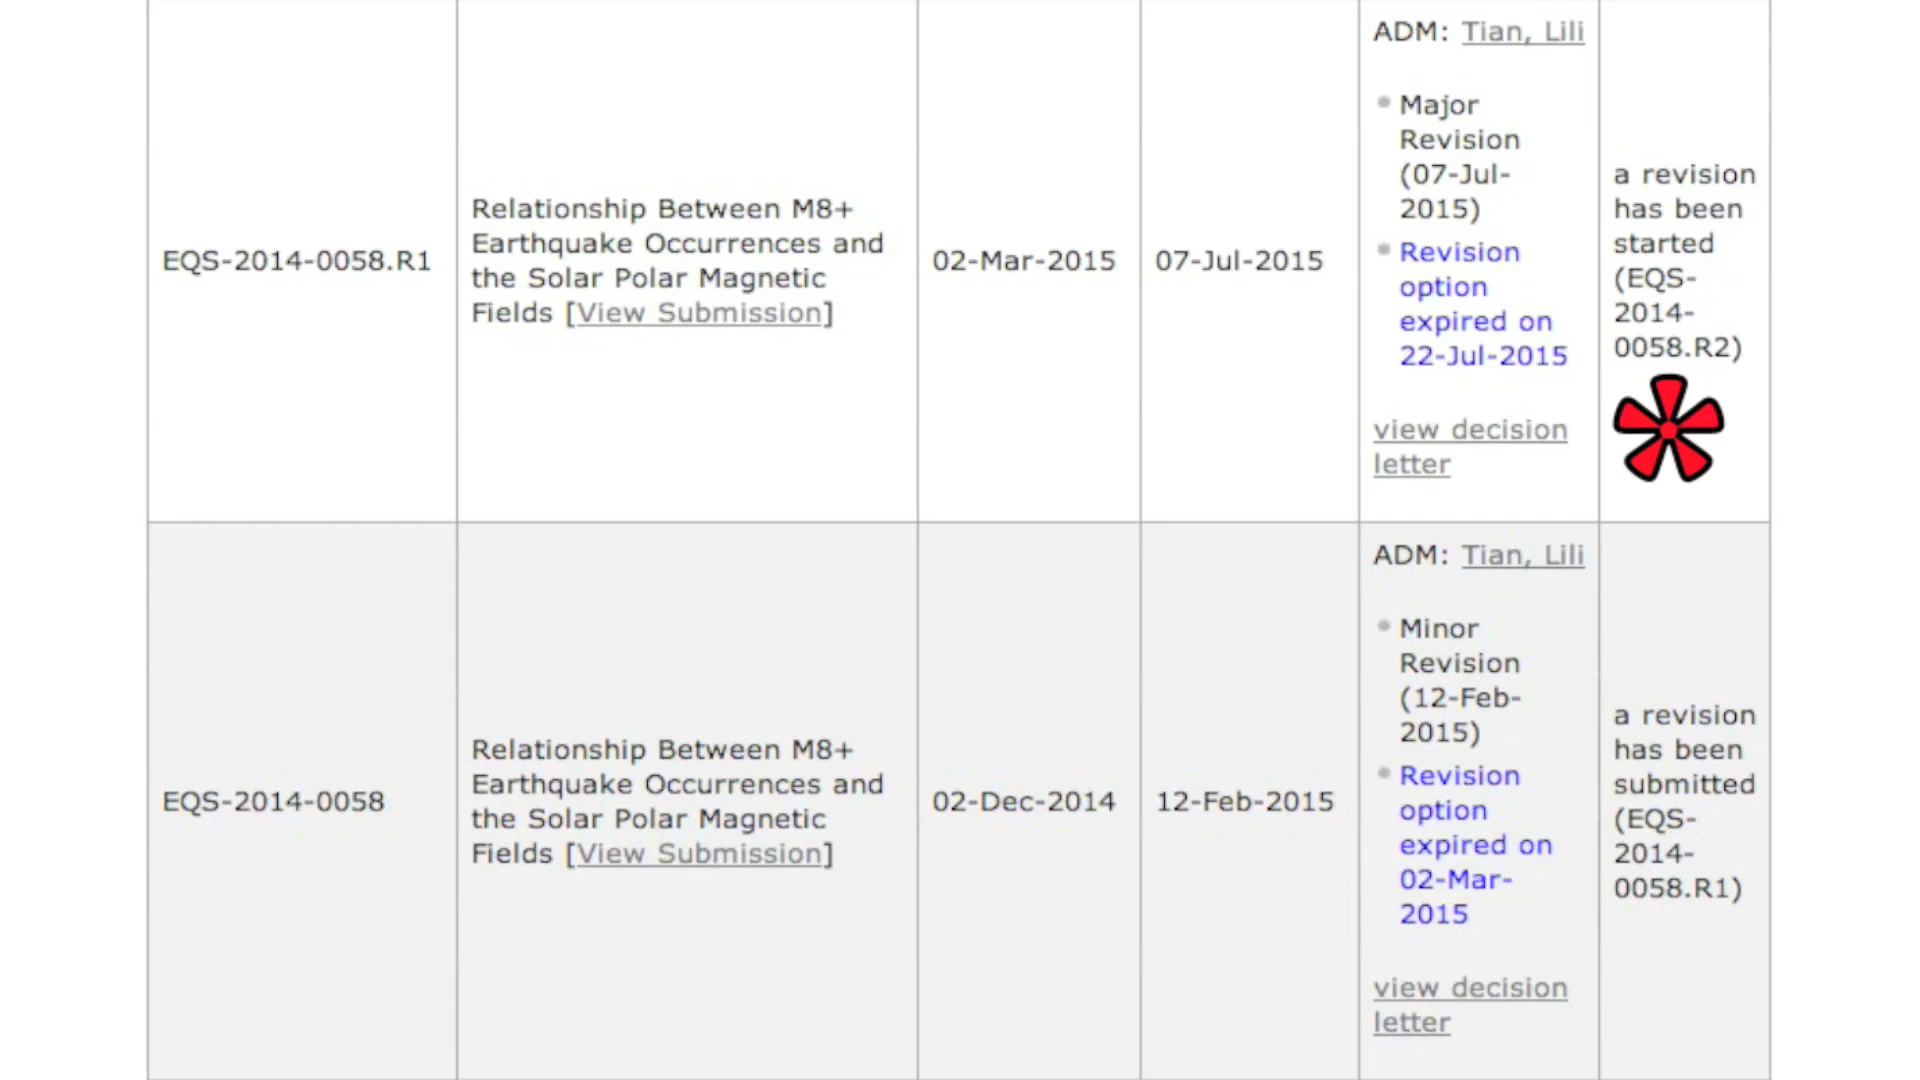 EQS-2014-0058.R1
Relationship Between M8+
Earthquake Occurrences and
the Solar Polar Magnetic
Fields [View Submission]
02-Mar-2015
07-Jul-2015
ADM: Tian, Lili
Major
Revision
(07-Jul-
2015)
Revision
option
expired on
22-Jul-2015
view decision
letter
a revision
has been
started
(EQS-
2014-
0058.R2)
EQS-2014-0058
Relationship Between M8+
Earthquake Occurrences and
the Solar Polar Magnetic
Fields [View Submission]
02-Dec-2014
12-Feb-2015
ADM: Tian, Lili
Minor
Revision
(12-Feb-
2015)
Revision
option
expired on
02-Mar-
2015
view decision
letter
a revision
has been
submitted
(EQS-
2014-
0058.R1)